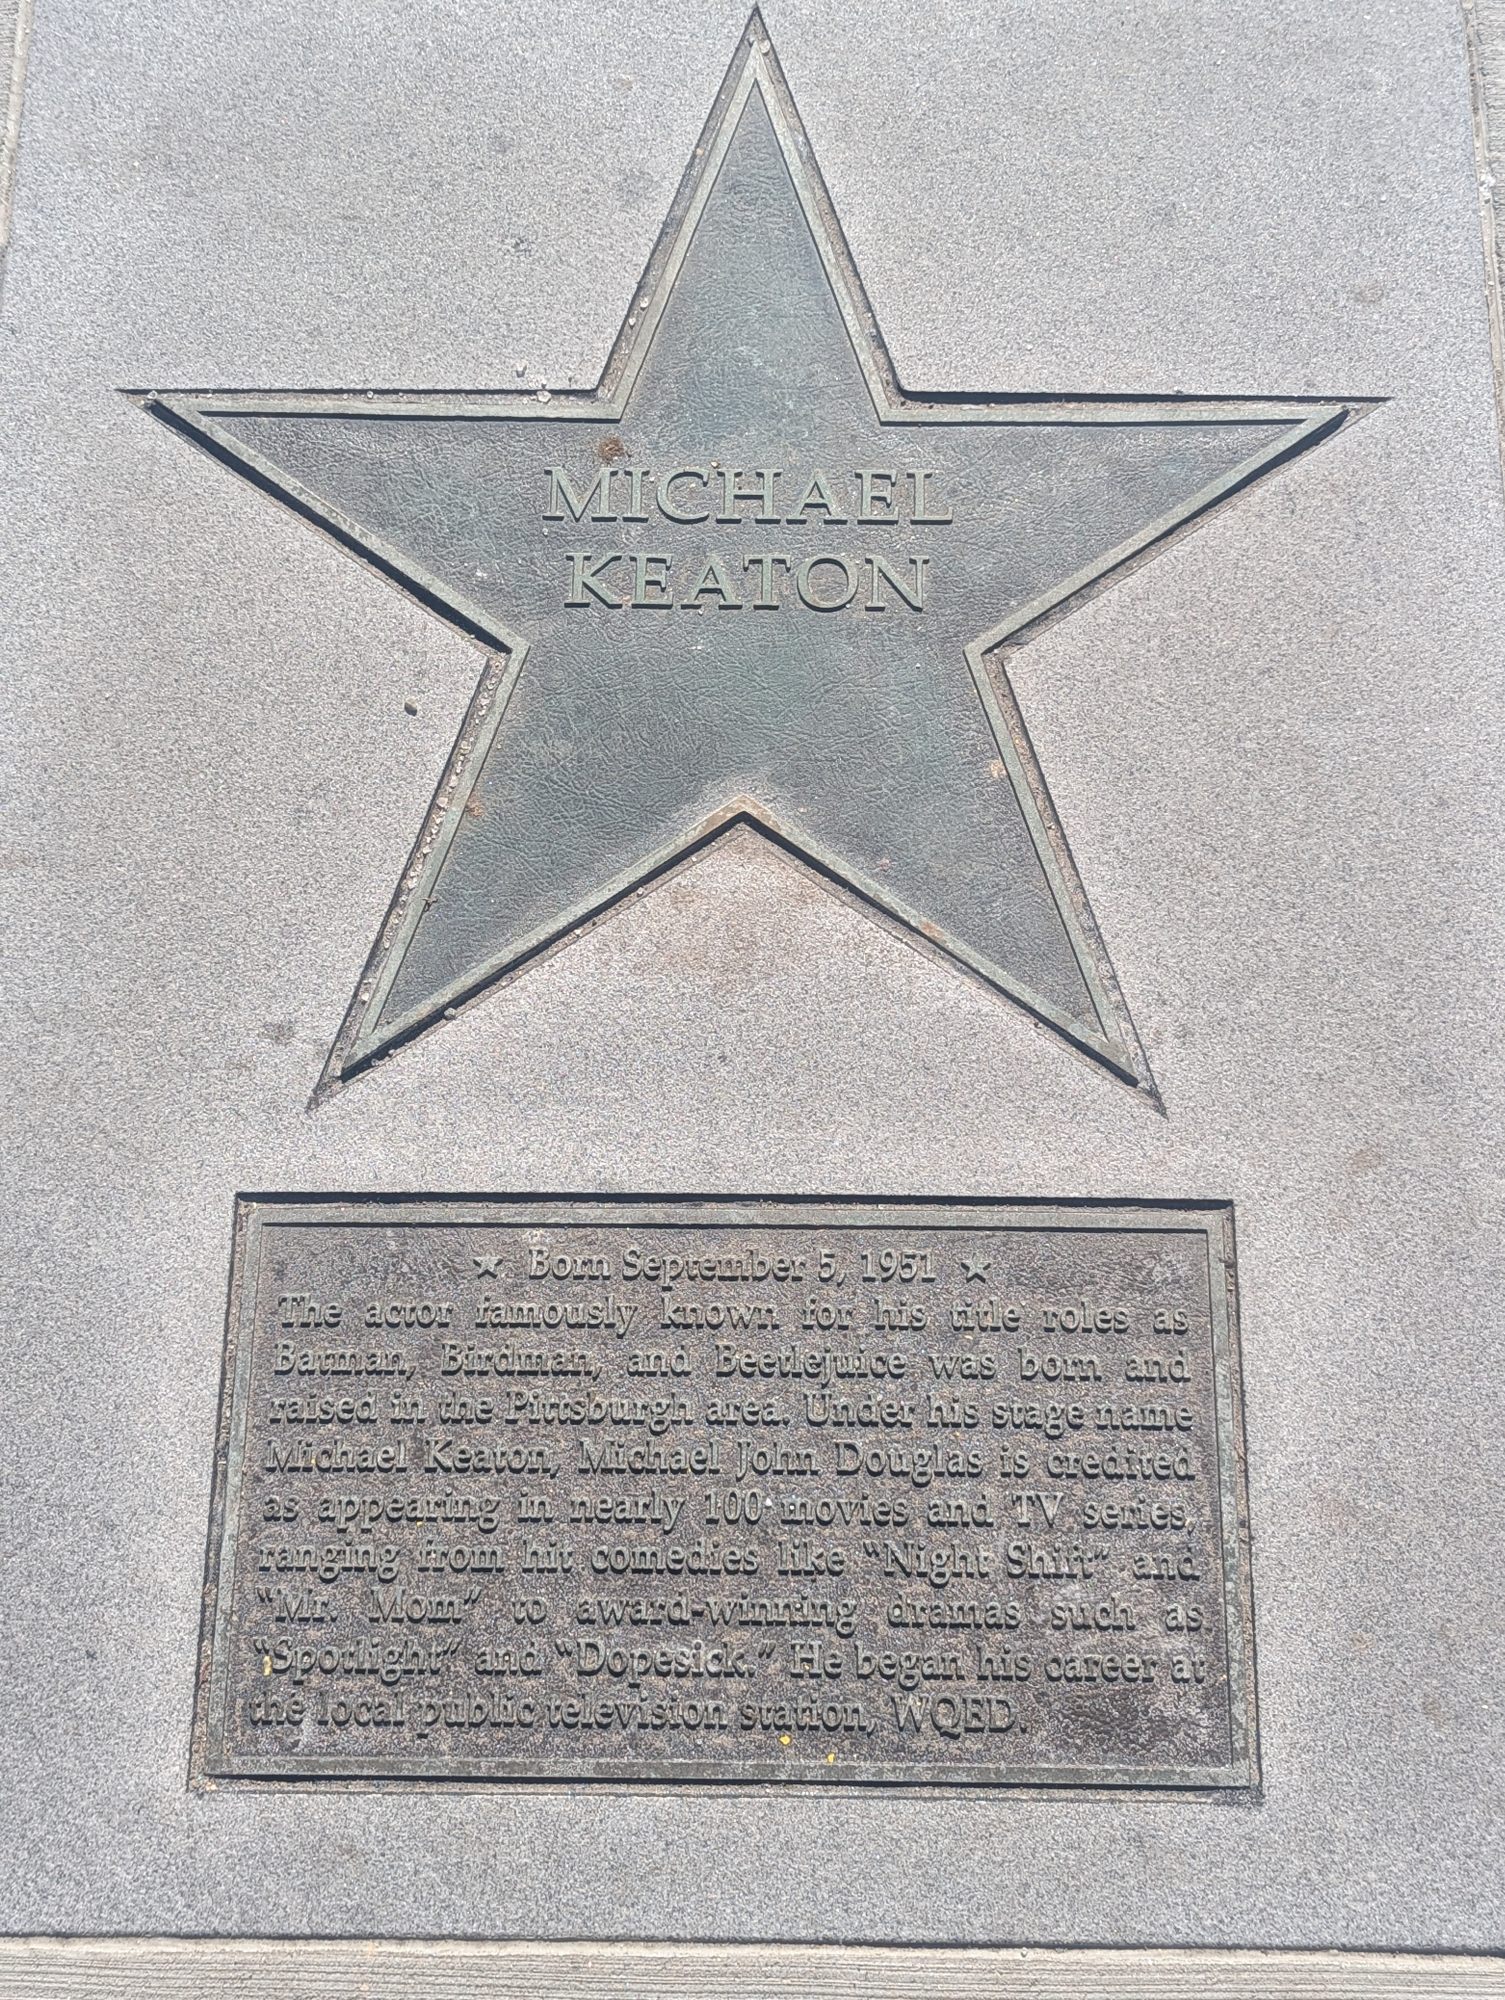 MICHAEL
KEATON
★ Born September 5, 1951 ★
The actor famously known for his title roles as
Batman, Birdman, and Beetlejuice was born and
raised in the Pittsburgh area. Under his stage name
Michael Keaton, Michael John Douglas is credited
as appearing in nearly 100 movies and TV series,
ranging from hit comedies like "Night Shift" and
"Mr. Mom" to award-winning dramas such as
"Spotlight" and "Dopesick." He began his career at
the local public television station, WQED.